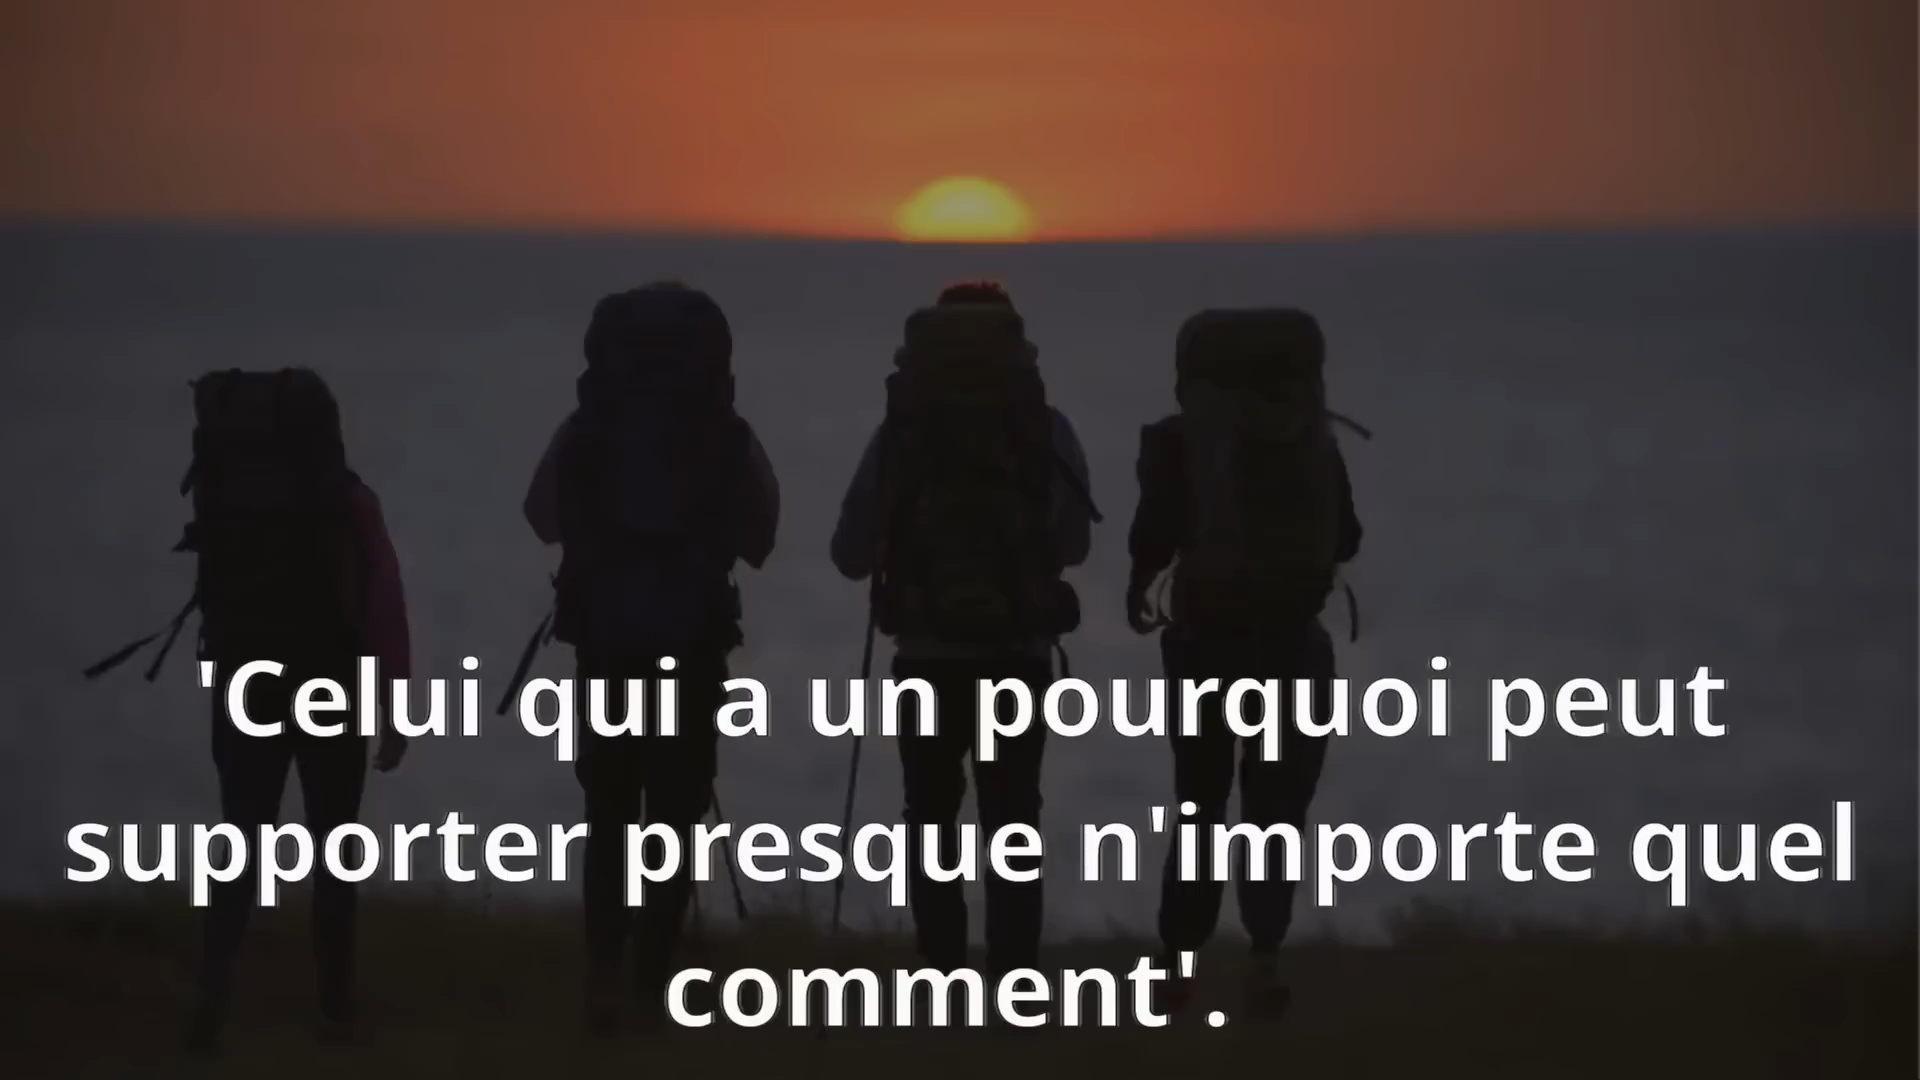 'Celui qui a un pourquoi peut
supporter presque n'importe quel
comment'.